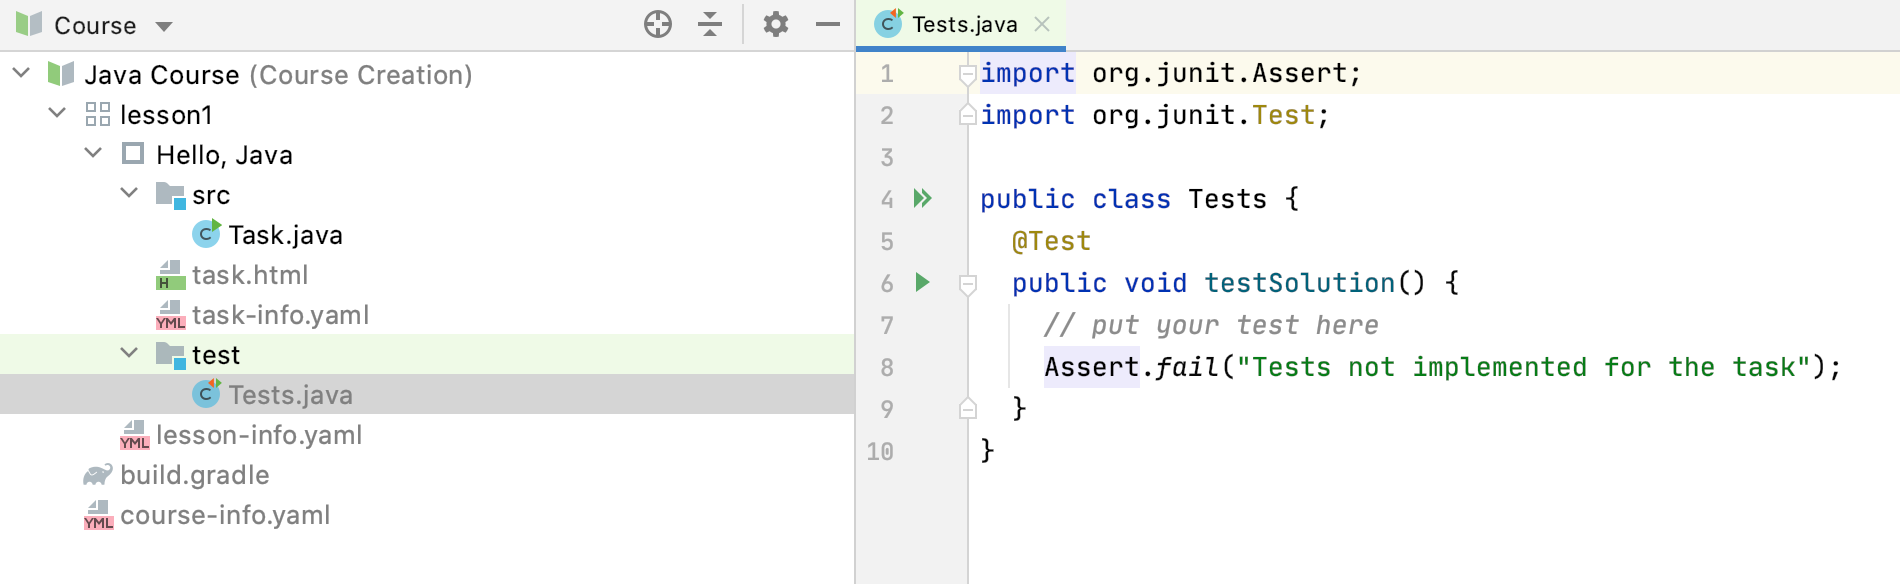 Course
Java Course (Course Creation)
lesson1
Hello, Java
src
C Task.java
H task.html
YML task-info.yaml
test
C Tests.java
YML lesson-info.yaml
build.gradle
YML course-info.yaml
C Tests.java
1 import org.junit.Assert;
2 import org.junit.Test;
3
4 public class Tests {
5 @Test
6 public void testSolution() {
7 // put your test here
8 Assert.fail("Tests not implemented for the task");
9 }
10 }